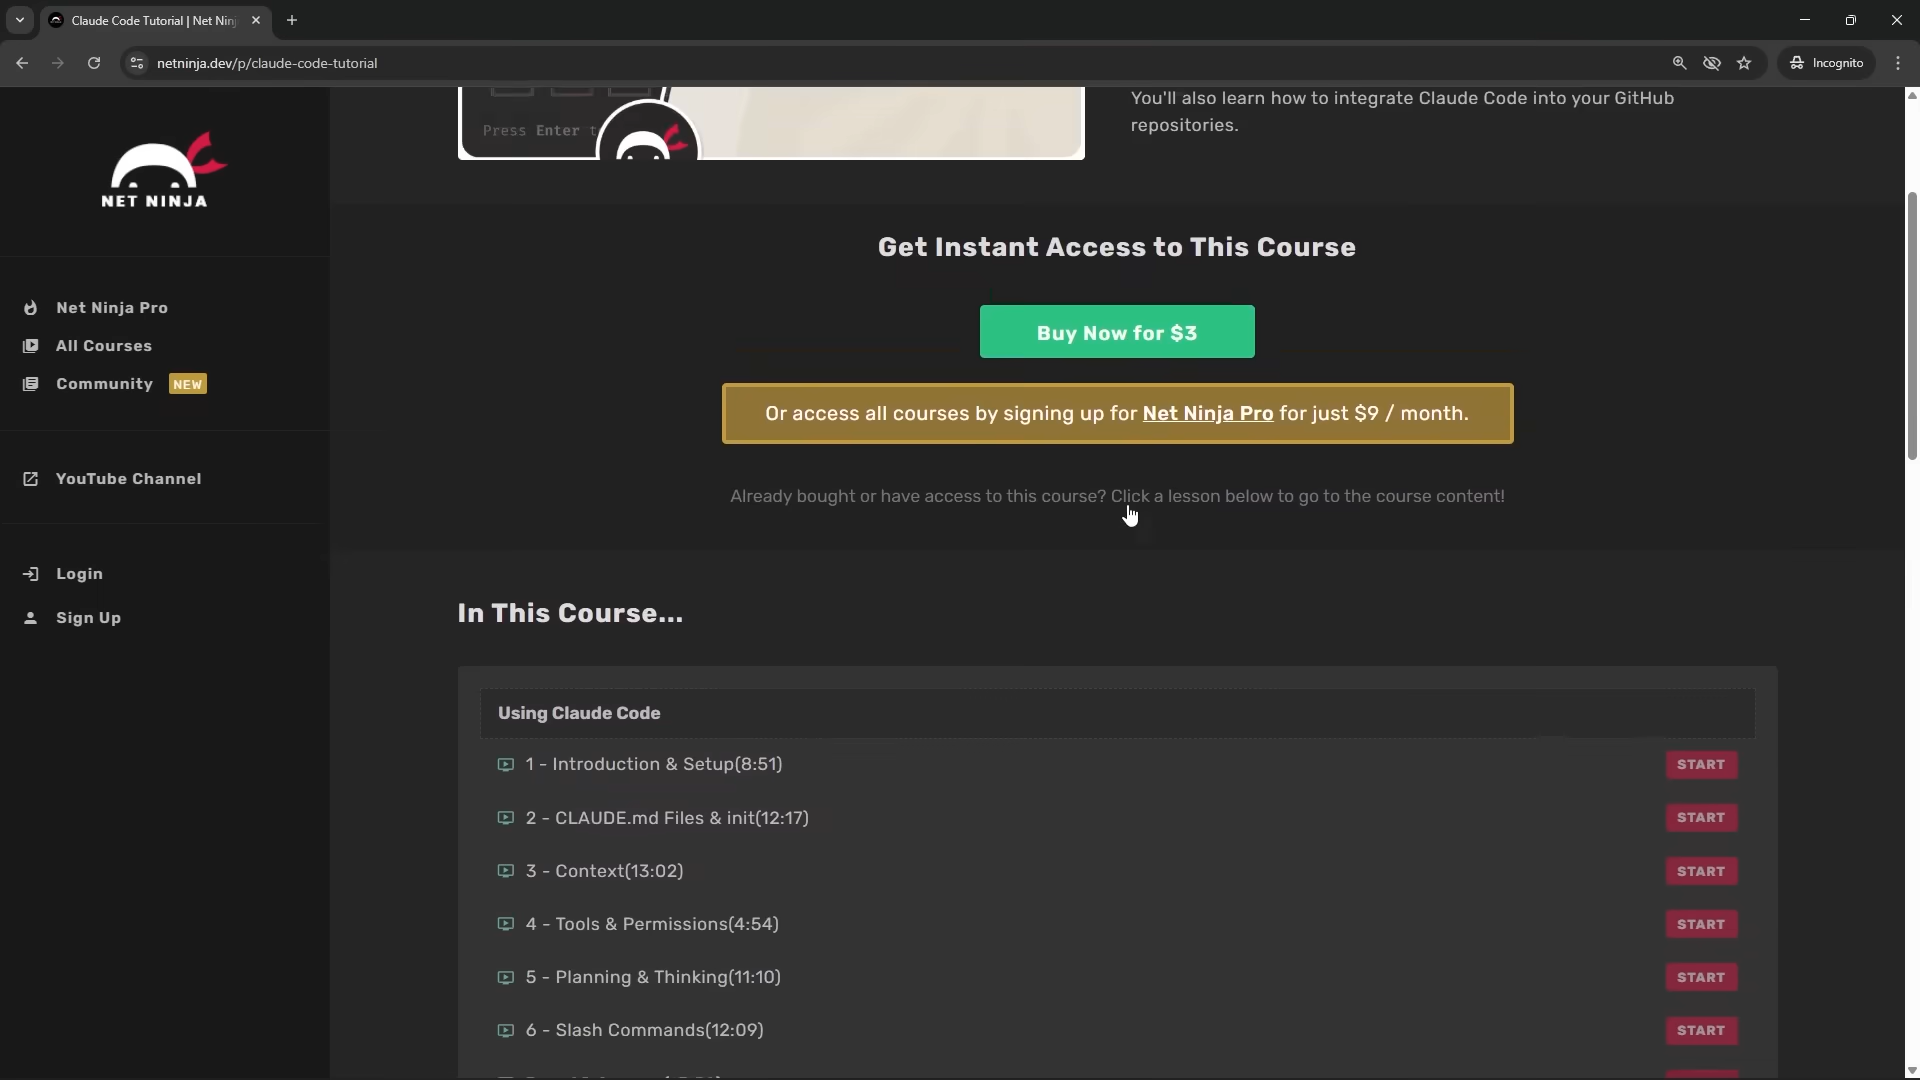 Claude Code Tutorial | Net Ninj
netninja.dev/p/claude-code-tutorial
Incognito
NET NINJA
Net Ninja Pro
All Courses
Community NEW
YouTube Channel
Login
Sign Up
Press Enter t
You'll also learn how to integrate Claude Code into your GitHub
repositories.
Get Instant Access to This Course
Buy Now for $3
Or access all courses by signing up for Net Ninja Pro for just $9 / month.
Already bought or have access to this course? Click a lesson below to go to the course content!
In This Course...
Using Claude Code
1 - Introduction & Setup(8:51) START
2 - CLAUDE.md Files & init(12:17) START
3 - Context(13:02) START
4 - Tools & Permissions(4:54) START
5 - Planning & Thinking(11:10) START
6 - Slash Commands(12:09) START